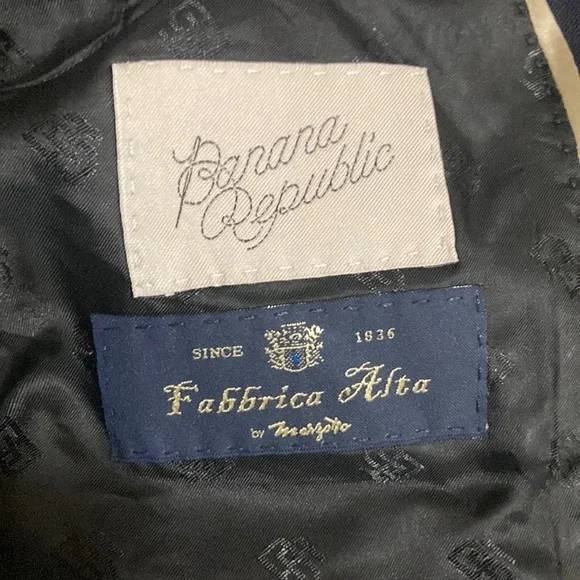 Banana
Republic
SINCE 1836
Fabbrica Alta
by Marzotto